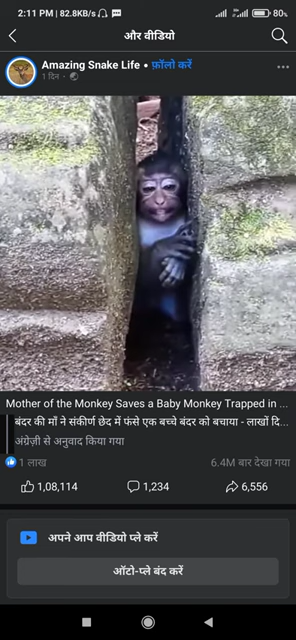 2:11 PM | 82.8KB/s
80%
और वीडियो
Amazing Snake Life • फ़ॉलो करें
1 दिन ·
Mother of the Monkey Saves a Baby Monkey Trapped in ...
बंदर की माँ ने संकीर्ण छेद में फंसे एक बच्चे बंदर को बचाया - लाखों दि...
अंग्रेज़ी से अनुवाद किया गया
1 लाख
6.4M बार देखा गया
1,08,114
1,234
6,556
अपने आप वीडियो प्ले करें
ऑटो-प्ले बंद करें